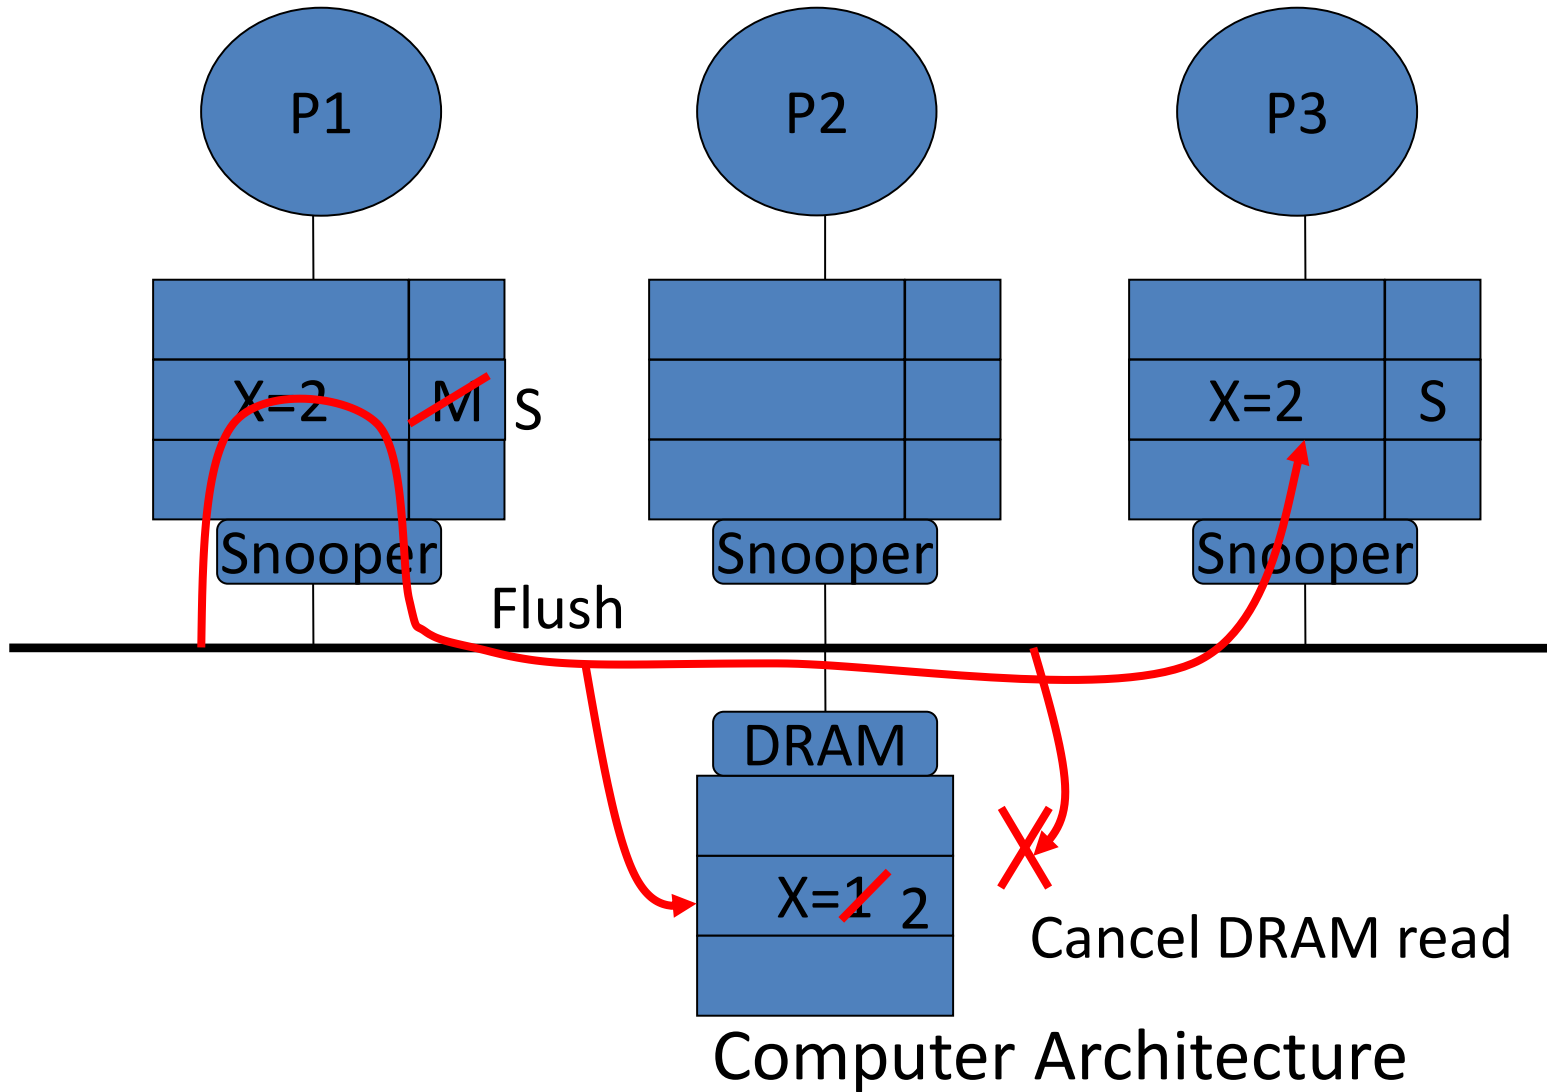 P1
P2
P3
X=2
M
S
X=2
S
Snooper
Snooper
Snooper
Flush
DRAM
X=1
2
Cancel DRAM read
Computer Architecture